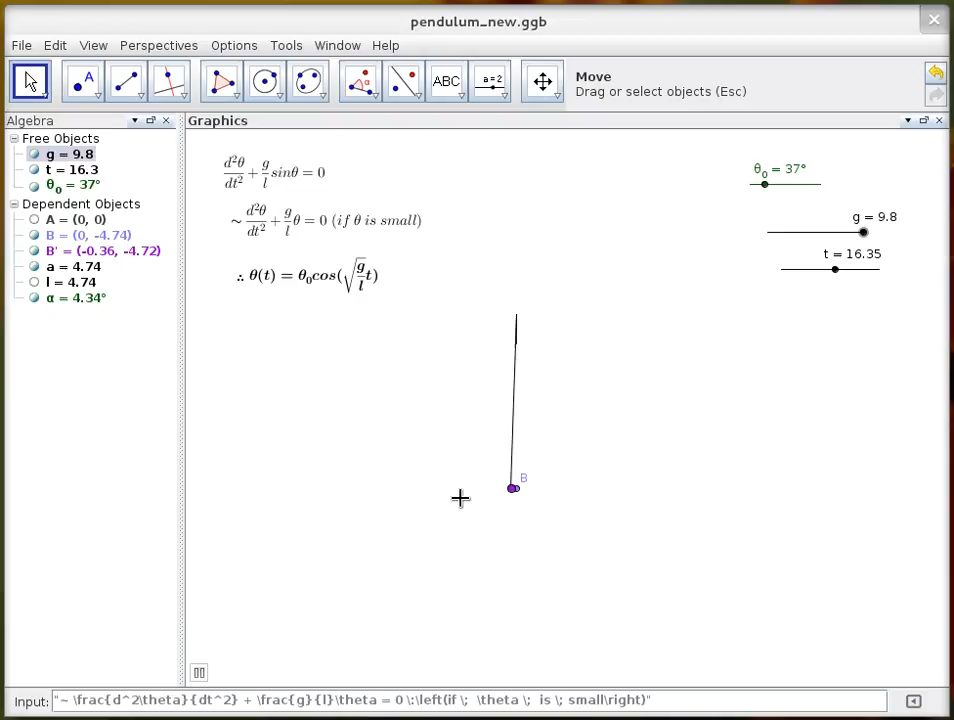 pendulum_new.ggb
File Edit View Perspectives Options Tools Window Help
A
α
ABC
a=2
Move
Drag or select objects (Esc)
Algebra
Graphics
Free Objects
g = 9.8
t = 16.3
θ₀ = 37°
Dependent Objects
A = (0, 0)
B = (0, -4.74)
B' = (-0.36, -4.72)
a = 4.74
l = 4.74
α = 4.34°
d²θ/dt² + g/l sinθ = 0
~ d²θ/dt² + g/l θ = 0 (if θ is small)
∴ θ(t) = θ₀cos(√(g/l) t)
θ₀ = 37°
g = 9.8
t = 16.35
B
Input: "~ \frac{d^2\theta}{dt^2} + \frac{g}{l}\theta = 0 \:\left(if \; \theta \; is \; small\right)"